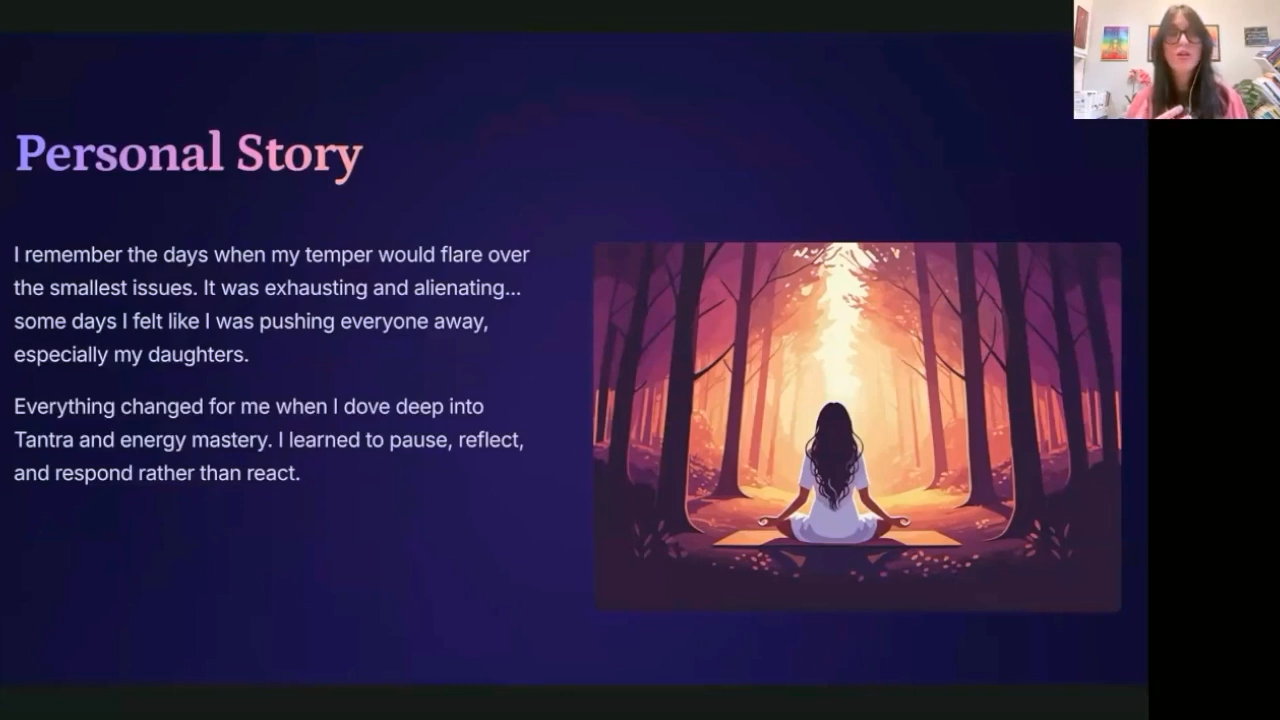 Personal Story
I remember the days when my temper would flare over
the smallest issues. It was exhausting and alienating...
some days I felt like I was pushing everyone away,
especially my daughters.
Everything changed for me when I dove deep into
Tantra and energy mastery. I learned to pause, reflect,
and respond rather than react.